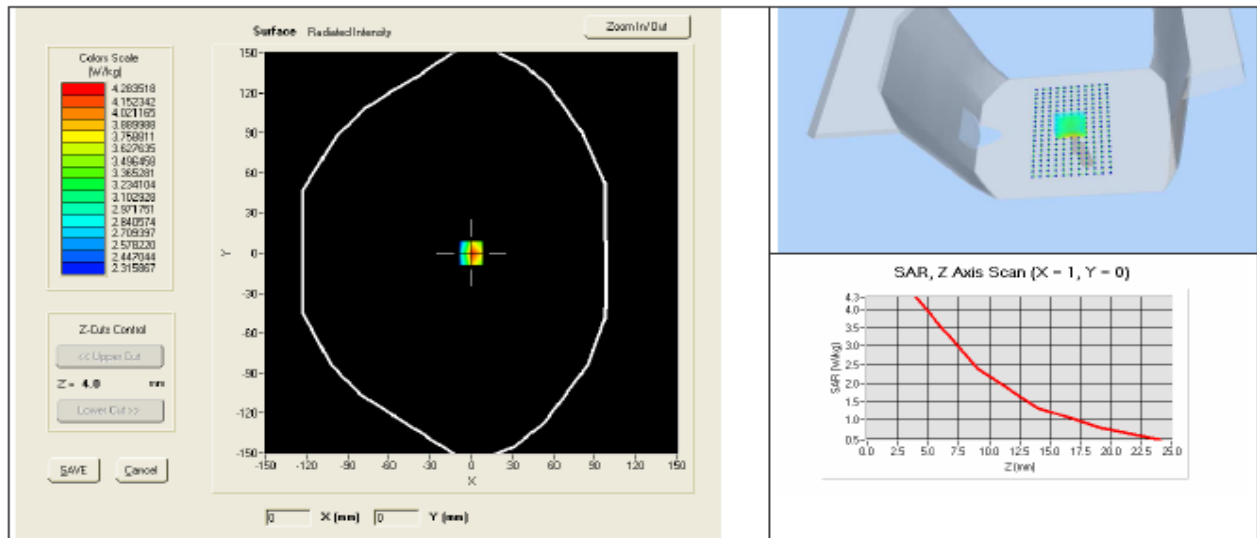 Surface Radiated Intensity
Zoom In/Out
Colors Scale
(W/kg)
4.283518
4.152342
4.021165
3.889988
3.758811
3.627635
3.496458
3.365281
3.234104
3.102928
2.971751
2.840574
2.709397
2.578220
2.447044
2.315867
Z-Cuts Control
<< Upper Cut
Z = 4.0 mm
Lower Cut >>
SAVE Cancel
Y
150
120
90
60
30
0
-30
-60
-90
-120
-150
-150 -120 -90 -60 -30 0 30 60 90 120 150
X
0 X (mm) 0 Y (mm)
SAR, Z Axis Scan (X = 1, Y = 0)
SAR (W/kg)
4.3
4.0
3.5
3.0
2.5
2.0
1.5
1.0
0.5
0.0 2.5 5.0 7.5 10.0 12.5 15.0 17.5 20.0 22.5 25.0
Z (mm)